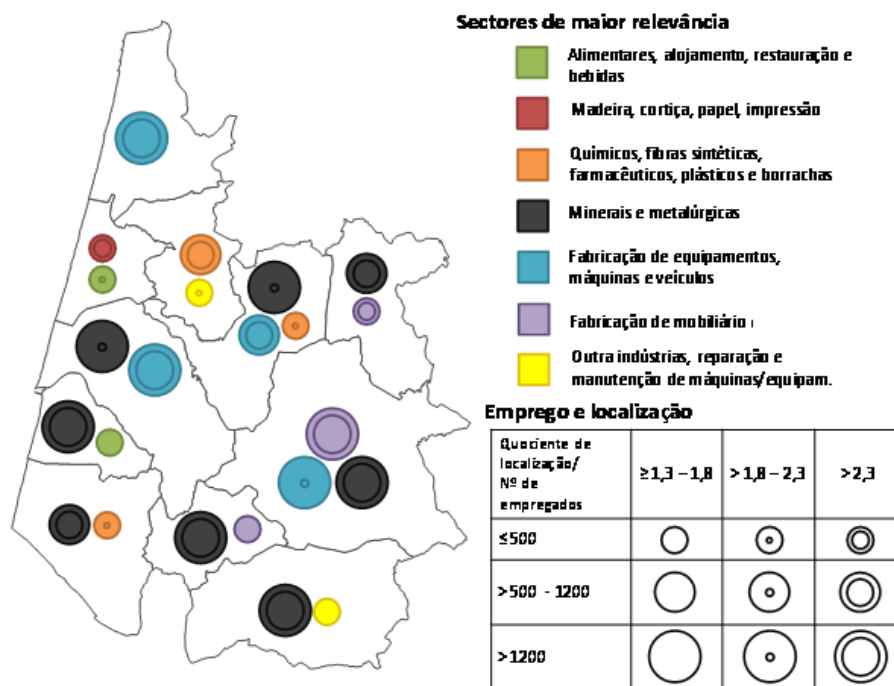 Sectores de maior relevância
Alimentares, alojamento, restauração e
bebidas
Madeira, cortiça, papel, impressão
Químicos, fibras sintéticas,
farmacêuticos, plásticos e borrachas
Minerais e metalúrgicas
Fabricação de equipamentos,
máquinas e veículos
Fabricação de mobiliário
Outra indústrias, reparação e
manutenção de máquinas/equipam.
Emprego e localização
Quociente de
localização/
Nº de
empregados
≥1,3 – 1,8
>1,8 – 2,3
>2,3
≤500
>500 - 1200
>1200